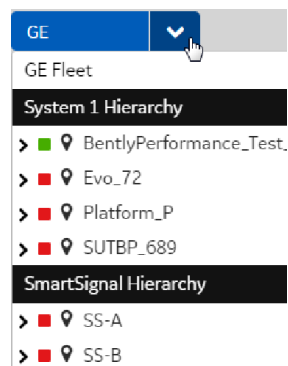 GE
GE Fleet
System 1 Hierarchy
BentlyPerformance_Test_
Evo_72
Platform_P
SUTBP_689
SmartSignal Hierarchy
SS-A
SS-B